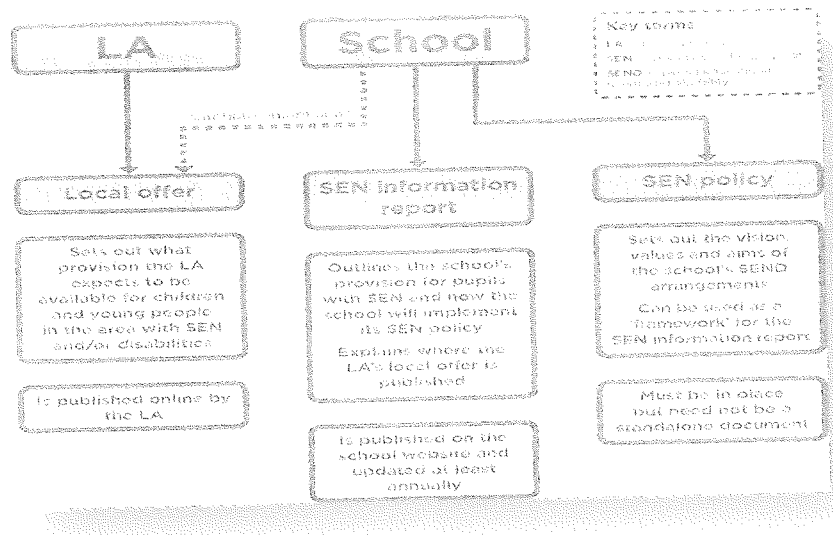 LA
School
Key terms
LA
SEN
SEND
Local offer
SEN information
report
SEN policy
Sets out what
provision the LA
expects to be
available for children
and young people
in the area with SEN
and/or disabilities
Is published online by
the LA
Outlines the school's
provision for pupils
with SEN and how the
school will implement
its SEN policy
Explains where the
LA's local offer is
published
Is published on the
school website and
updated at least
annually
Sets out the vision,
values and aims of
the school's SEND
arrangements
Can be used as a
'framework' for the
SEN information report
Must be in place
but need not be a
standalone document